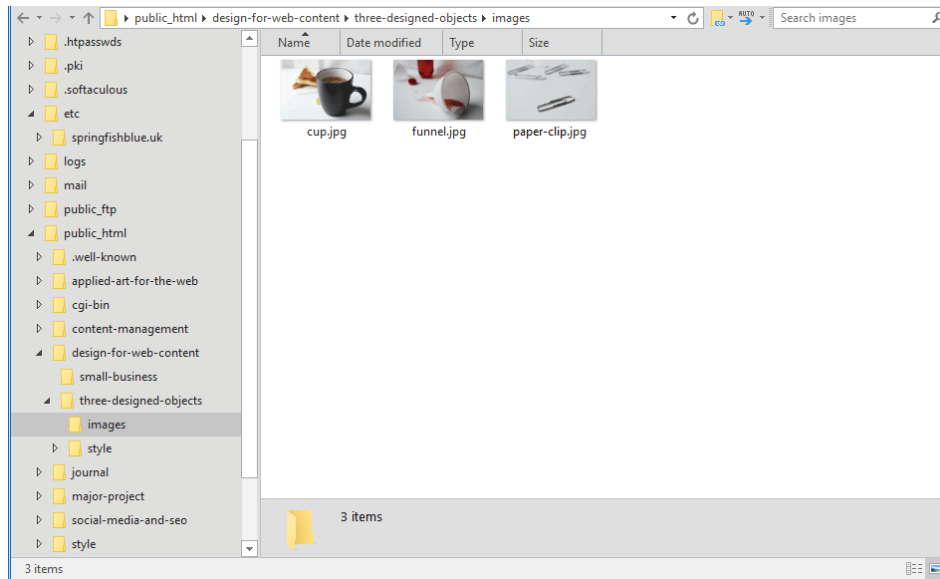 public_html design-for-web-content three-designed-objects images
AUTO
Search images
Name Date modified Type Size
.htpasswds
.pki
.softaculous
etc
springfishblue.uk
logs
mail
public_ftp
public_html
.well-known
applied-art-for-the-web
cgi-bin
content-management
design-for-web-content
small-business
three-designed-objects
images
style
journal
major-project
social-media-and-seo
style
cup.jpg
funnel.jpg
paper-clip.jpg
3 items
3 items